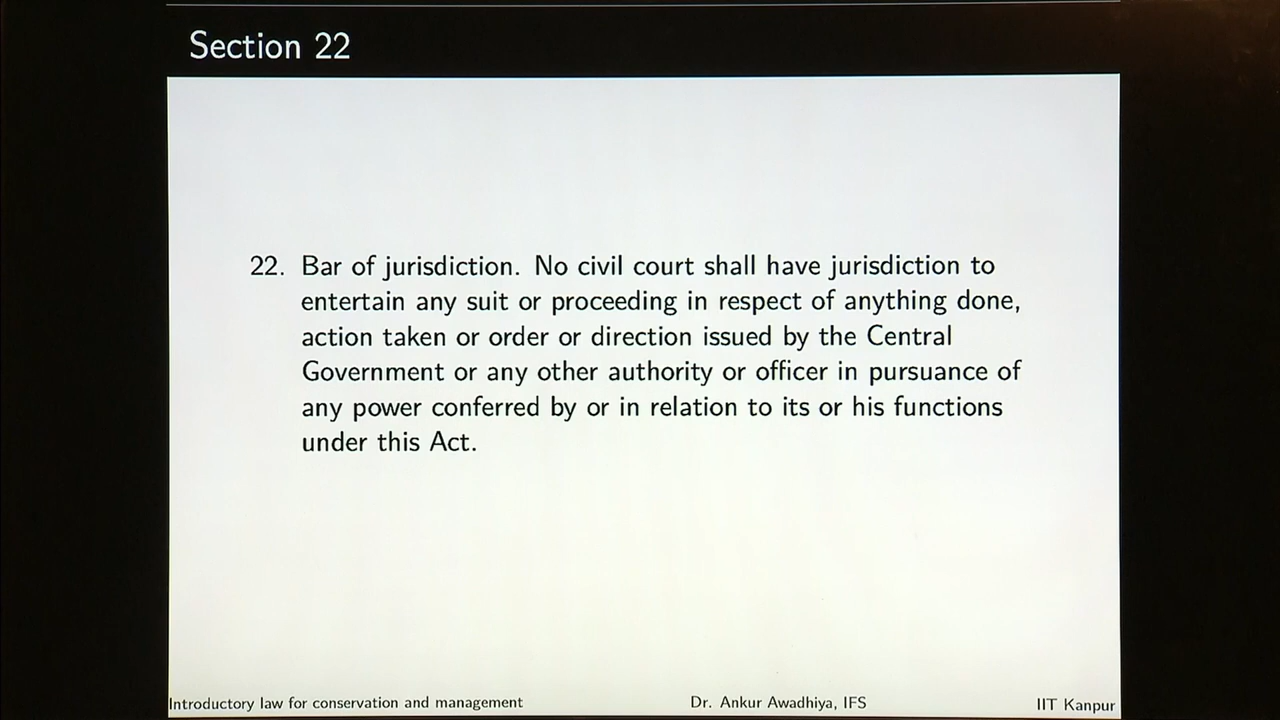 Section 22
22. Bar of jurisdiction. No civil court shall have jurisdiction to
entertain any suit or proceeding in respect of anything done,
action taken or order or direction issued by the Central
Government or any other authority or officer in pursuance of
any power conferred by or in relation to its or his functions
under this Act.
Introductory law for conservation and management Dr. Ankur Awadhiya, IFS IIT Kanpur